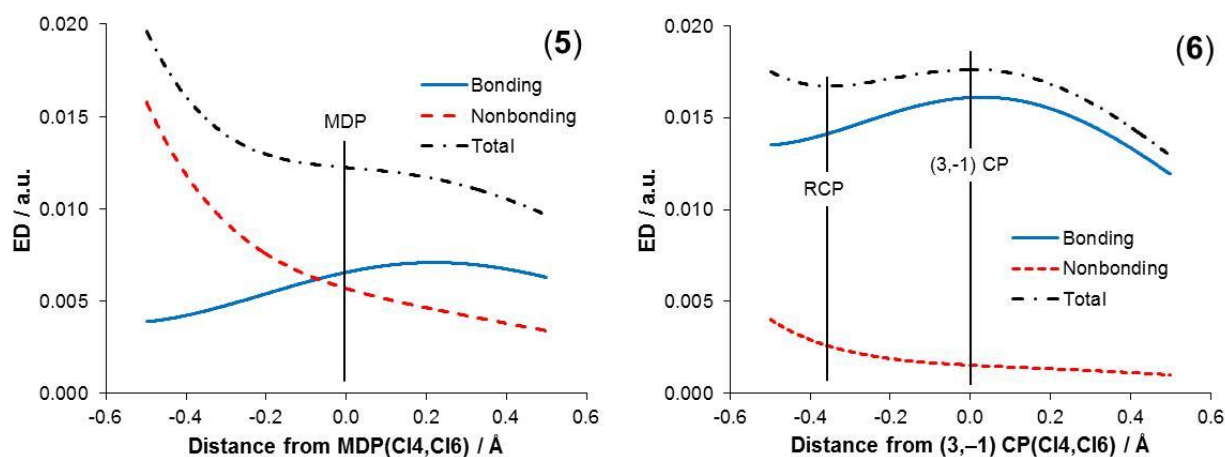 (5)
0.020
0.015
0.010
0.005
0.000
ED / a.u.
Bonding
Nonbonding
Total
MDP
-0.6 -0.4 -0.2 0.0 0.2 0.4 0.6
Distance from MDP(Cl4,Cl6) / Å
(6)
0.020
0.015
0.010
0.005
0.000
ED / a.u.
RCP
(3,-1) CP
Bonding
Nonbonding
Total
-0.6 -0.4 -0.2 0.0 0.2 0.4 0.6
Distance from (3,–1) CP(Cl4,Cl6) / Å